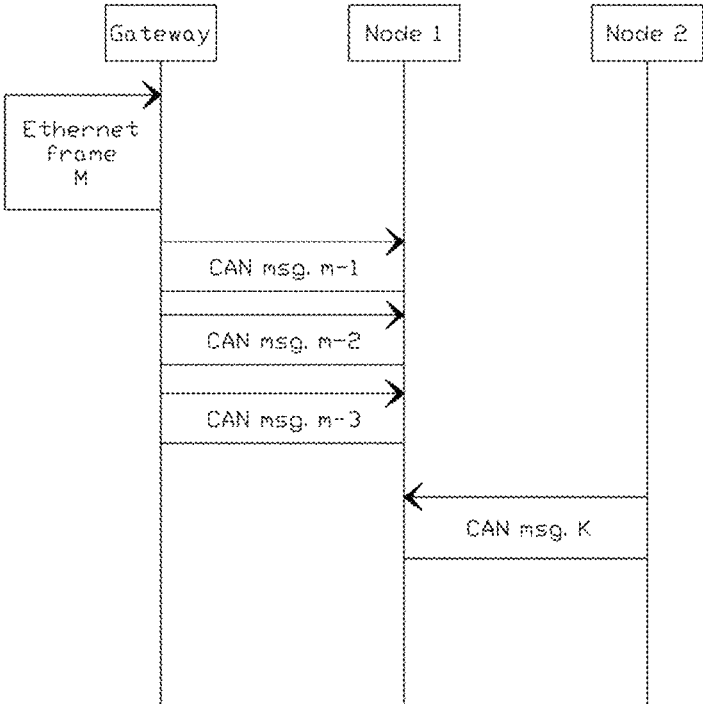 Gateway
Node 1
Node 2
Ethernet
frame
M
CAN msg. m-1
CAN msg. m-2
CAN msg. m-3
CAN msg. K